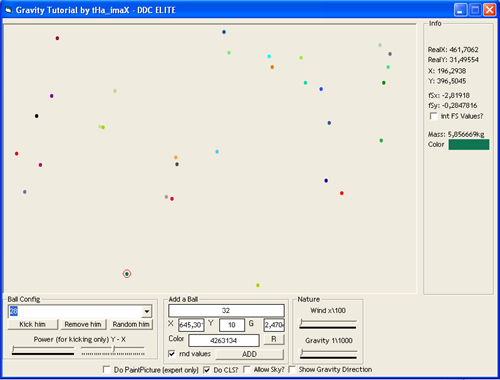 Gravity Tutorial by tHa_imaX - DDC ELITE
Info
RealX: 461,7062
RealY: 31,49554
X: 196,2938
Y: 396,5045
fSx: -2,81918
fSy: -0,2847816
int FS Values?
Mass: 5,856669kg
Color
Ball Config
28
Kick him
Remove him
Random him
Power (for kicking only) Y - X
Add a Ball
32
X 645,30 Y 10 G 2,470
Color 4263134 R
rnd values ADD
Nature
Wind x\100
Gravity 1\1000
Do PaintPicture (expert only)
Do CLS?
Allow Sky?
Show Gravity Direction